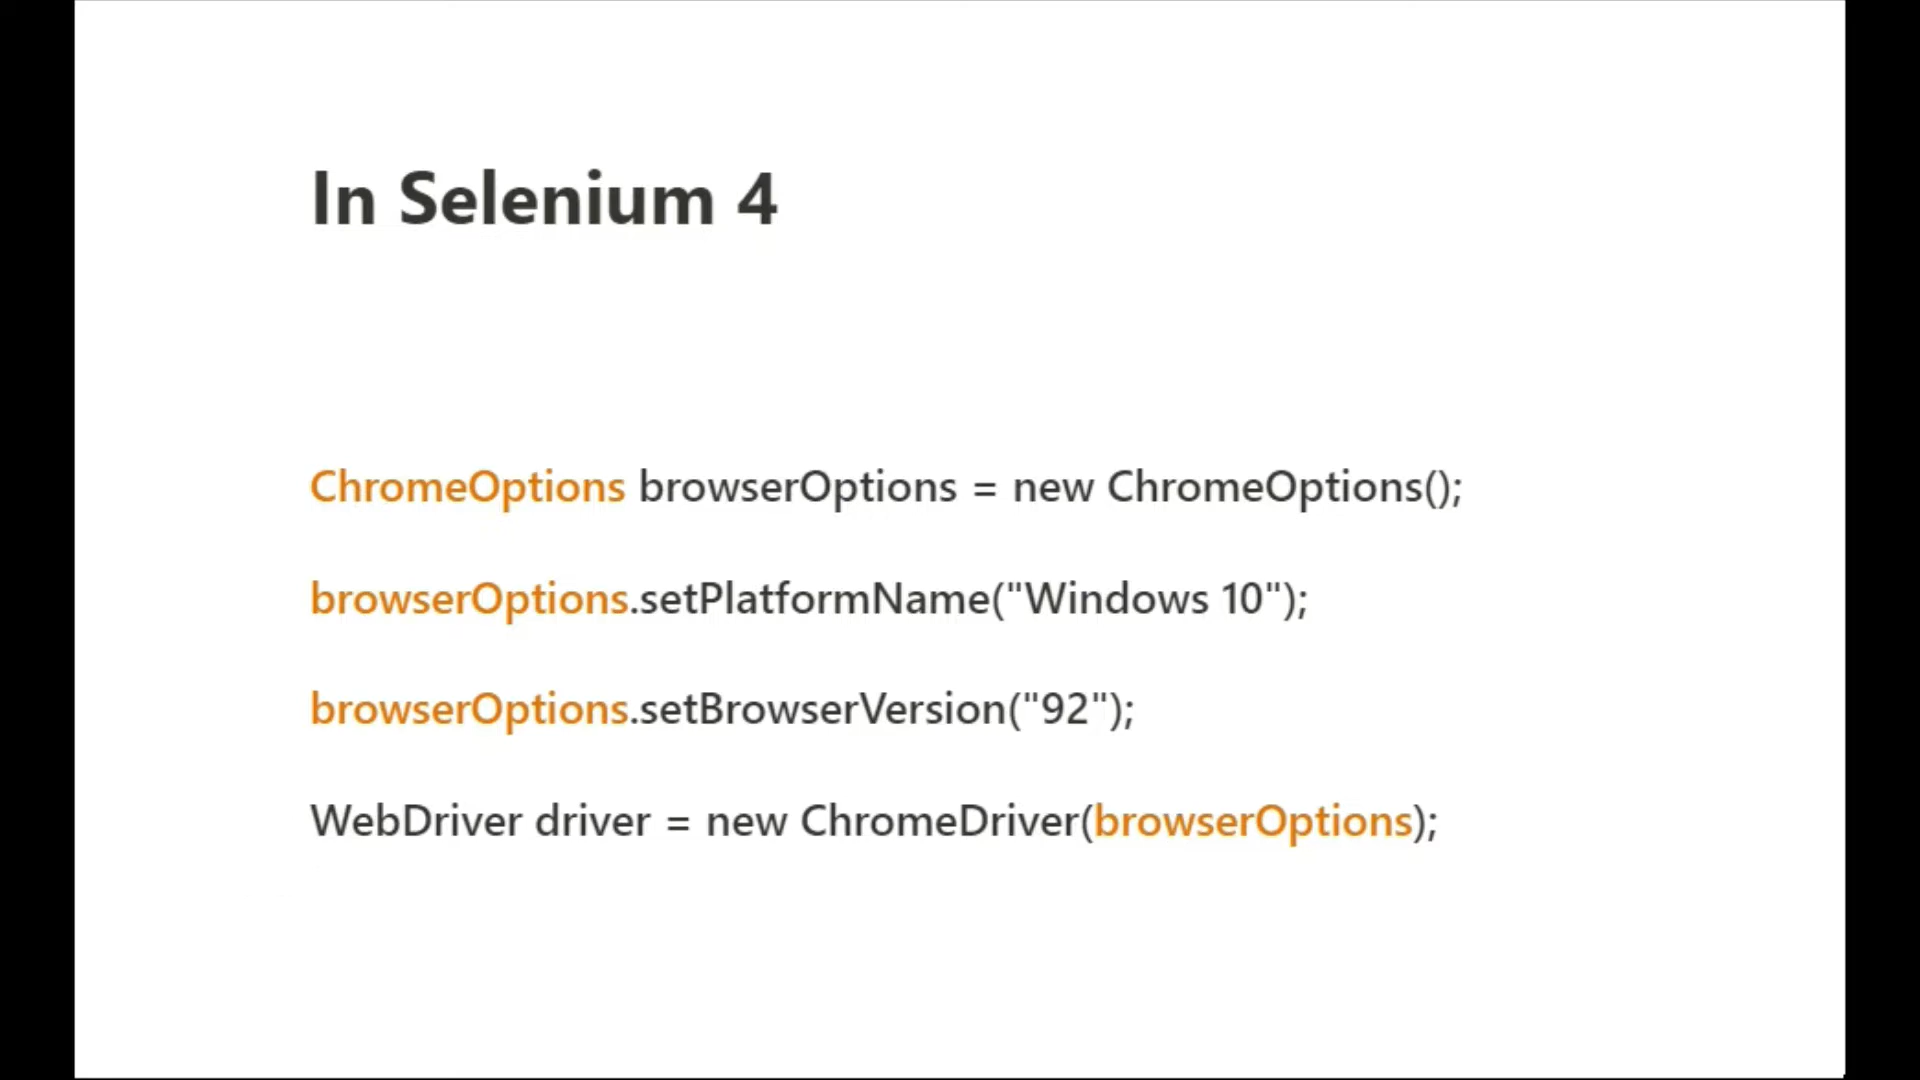 In Selenium 4
ChromeOptions browserOptions = new ChromeOptions();
browserOptions.setPlatformName("Windows 10");
browserOptions.setBrowserVersion("92");
WebDriver driver = new ChromeDriver(browserOptions);